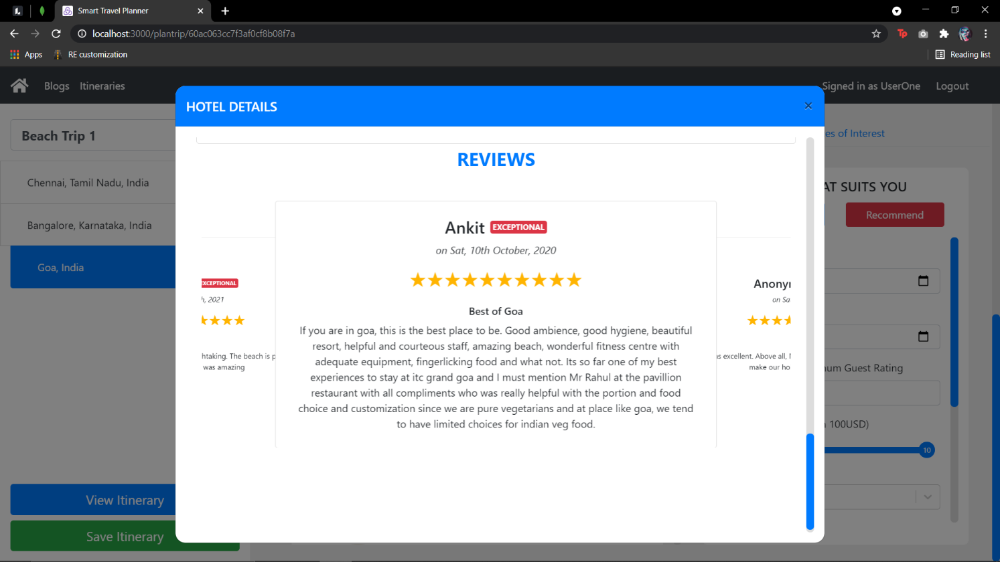 Smart Travel Planner
localhost:3000/plantrip/60ac063cc7f3af0cf8b08f7a
Tp
Apps
RE customization
Reading list
Blogs
Itineraries
Signed in as UserOne
Logout
HOTEL DETAILS
Beach Trip 1
es of Interest
REVIEWS
Chennai, Tamil Nadu, India
AT SUITS YOU
Bangalore, Karnataka, India
Recommend
Ankit EXCEPTIONAL
on Sat, 10th October, 2020
Goa, India
XCEPTIONAL
h, 2021
Anony
on Sa
Best of Goa
If you are in goa, this is the best place to be. Good ambience, good hygiene, beautiful
resort, helpful and courteous staff, amazing beach, wonderful fitness centre with
adequate equipment, fingerlicking food and what not. Its so far one of my best
experiences to stay at itc grand goa and I must mention Mr Rahul at the pavillion
restaurant with all compliments who was really helpful with the portion and food
choice and customization since we are pure vegetarians and at place like goa, we tend
to have limited choices for indian veg food.
htaking. The beach is p
was amazing
as excellent. Above all,
make our ho
um Guest Rating
100USD)
10
View Itinerary
Save Itinerary